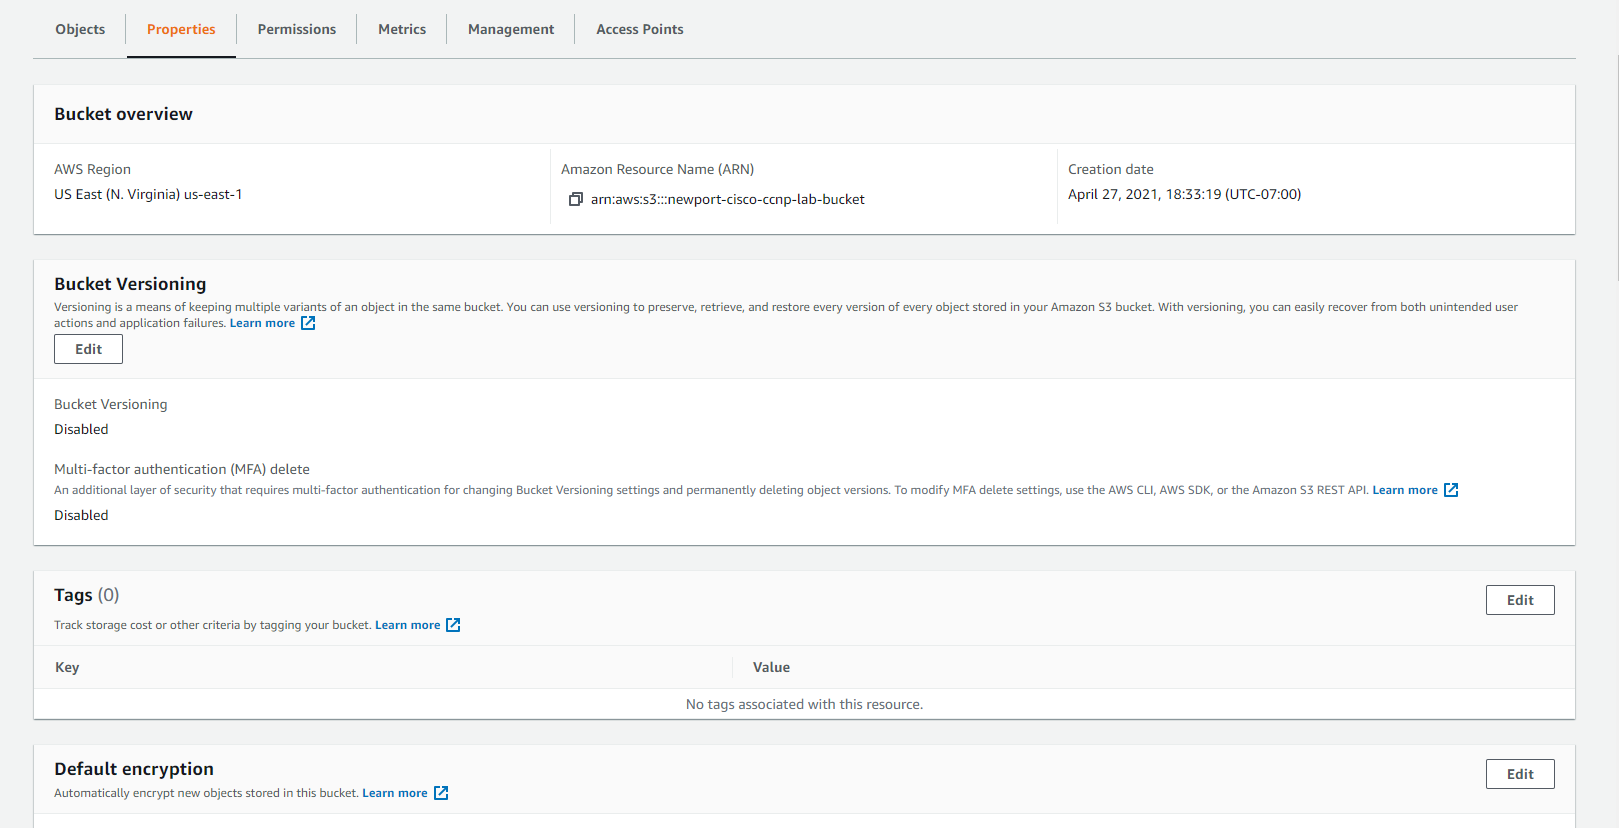 Objects
Properties
Permissions
Metrics
Management
Access Points
Bucket overview
AWS Region
US East (N. Virginia) us-east-1
Amazon Resource Name (ARN)
arn:aws:s3:::newport-cisco-ccnp-lab-bucket
Creation date
April 27, 2021, 18:33:19 (UTC-07:00)
Bucket Versioning
Versioning is a means of keeping multiple variants of an object in the same bucket. You can use versioning to preserve, retrieve, and restore every version of every object stored in your Amazon S3 bucket. With versioning, you can easily recover from both unintended user
actions and application failures. Learn more
Edit
Bucket Versioning
Disabled
Multi-factor authentication (MFA) delete
An additional layer of security that requires multi-factor authentication for changing Bucket Versioning settings and permanently deleting object versions. To modify MFA delete settings, use the AWS CLI, AWS SDK, or the Amazon S3 REST API. Learn more
Disabled
Tags (0)
Edit
Track storage cost or other criteria by tagging your bucket. Learn more
Key
Value
No tags associated with this resource.
Default encryption
Edit
Automatically encrypt new objects stored in this bucket. Learn more